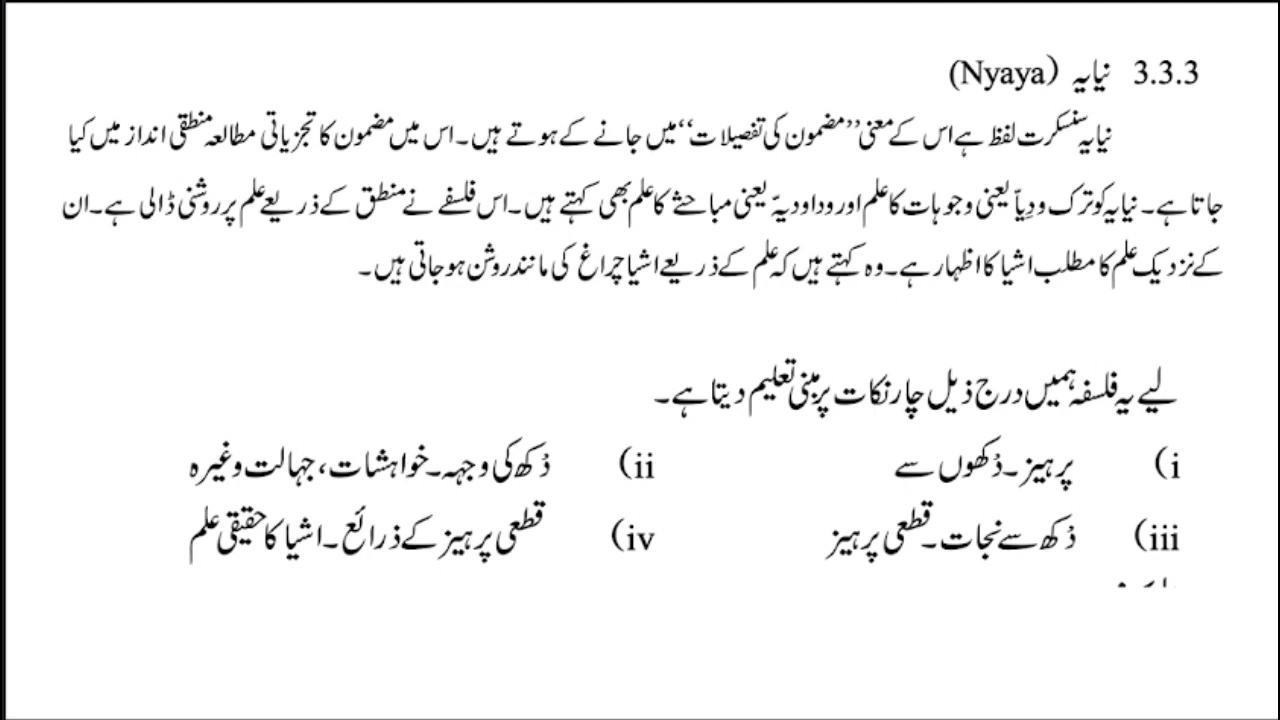 3.3.3 نیایہ (Nyaya)
نیایہ سنسکرت لفظ ہے اس کے معنی ’’مضمون کی تفصیلات‘‘ میں جانے کے ہوتے ہیں۔ اس میں مضمون کا تجزیاتی مطالعہ منطقی انداز میں کیا
جاتا ہے۔ نیایہ کو ترک ودِیاّ یعنی وجوہات کا علم اور وداودیہّ یعنی مباحثے کا علم بھی کہتے ہیں۔ اس فلسفے نے منطق کے ذریعے علم پر روشنی ڈالی ہے۔ ان
کے نزدیک علم کا مطلب اشیا کا اظہار ہے۔ وہ کہتے ہیں کہ علم کے ذریعے اشیا چراغ کی مانند روشن ہو جاتی ہیں۔
لیے یہ فلسفہ ہمیں درج ذیل چار نکات پر مبنی تعلیم دیتا ہے۔
i) پرہیز۔ دُکھوں سے ii) دُکھ کی وجہہ۔ خواہشات، جہالت وغیرہ
iii) دُکھ سے نجات۔ قطعی پرہیز iv) قطعی پرہیز کے ذرائع۔ اشیا کا حقیقی علم